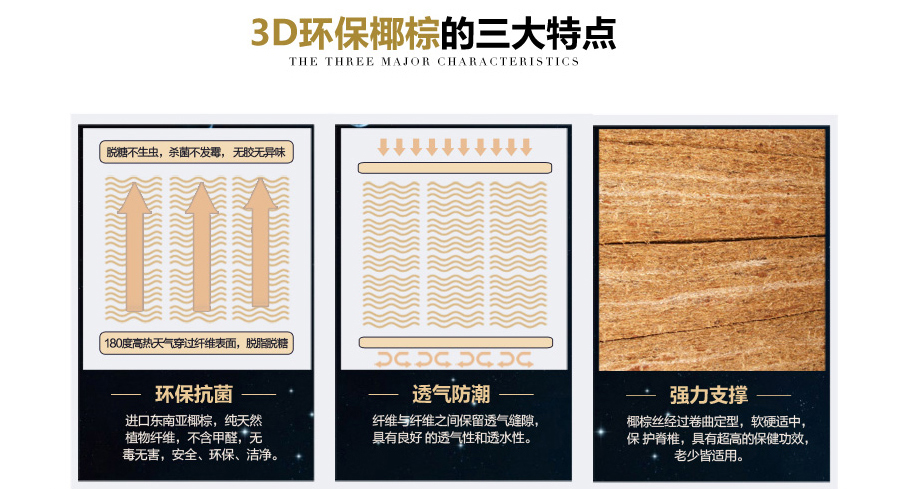 3D环保椰棕的三大特点
THE THREE MAJOR CHARACTERISTICS
脱糖不生虫，杀菌不发霉， 无胶无异味
180度高热天气穿过纤维表面，脱脂脱糖
环保抗菌
进口东南亚椰棕，纯天然
植物纤维，不含甲醛，无
毒无害，安全、环保、洁净。
透气防潮
纤维与纤维之间保留透气缝隙，
具有良好 的透气性和透水性。
强力支撑
椰棕丝经过卷曲定型，软硬适中，
保 护脊椎，具有超高的保健功效，
老少皆适用。